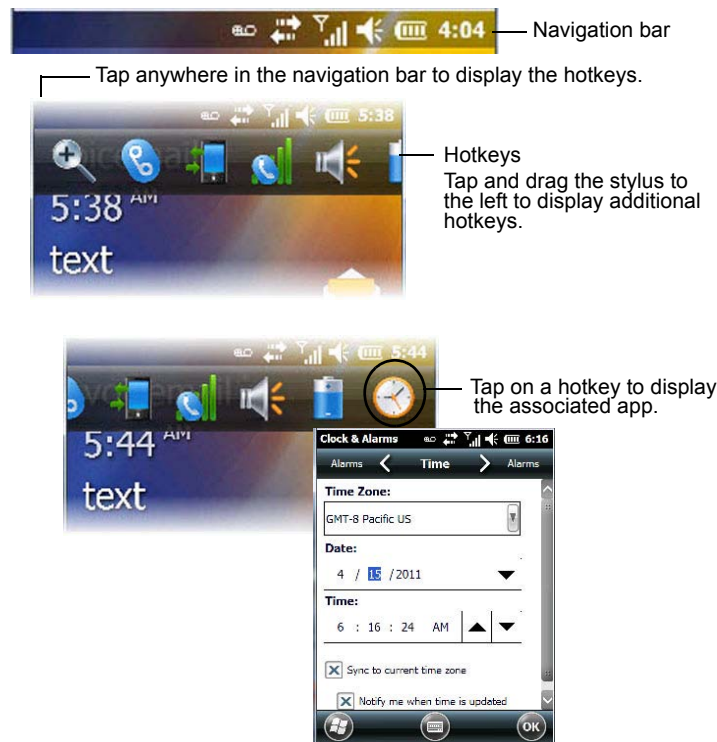 4:04
Navigation bar
Tap anywhere in the navigation bar to display the hotkeys.
5:38
Hotkeys
Tap and drag the stylus to
the left to display additional
hotkeys.
5:38 AM
text
5:44
Tap on a hotkey to display
the associated app.
5:44 AM
text
Clock & Alarms 6:16
Alarms Time Alarms
Time Zone:
GMT-8 Pacific US
Date:
4 / 15 /2011
Time:
6 : 16 : 24 AM
Sync to current time zone
Notify me when time is updated
OK